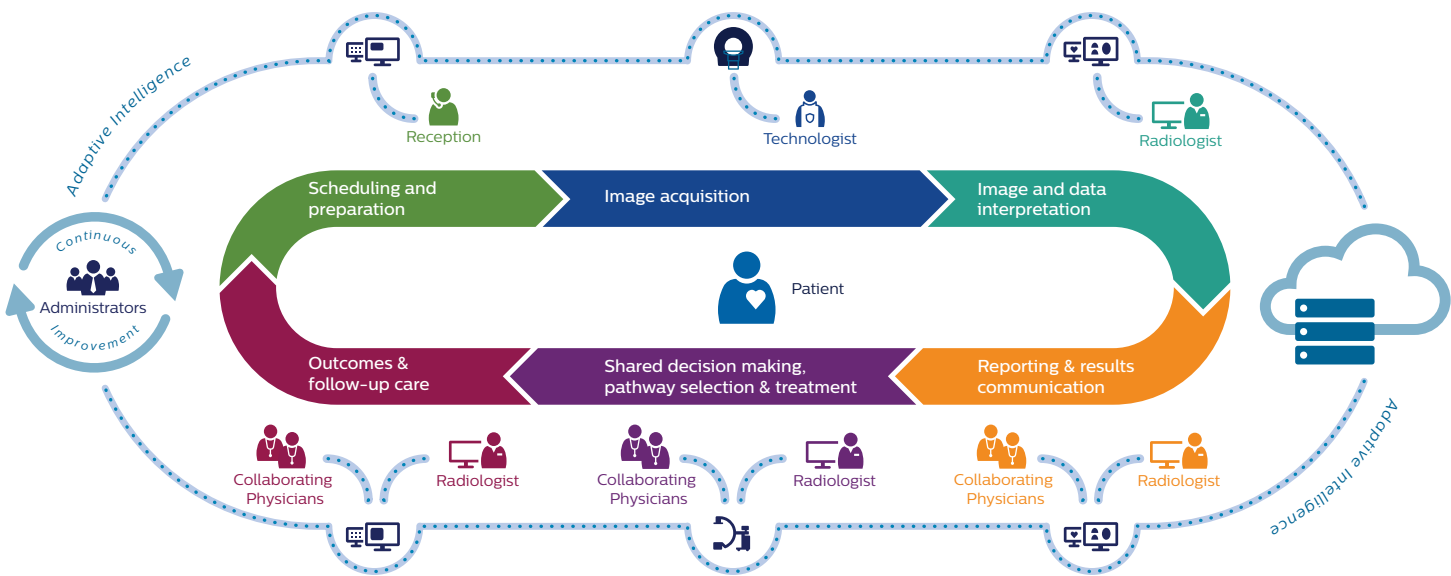 Adaptive Intelligence
Reception
Technologist
Radiologist
Scheduling and
preparation
Image acquisition
Image and data
interpretation
Continuous
Administrators
Improvement
Patient
Outcomes &
follow-up care
Shared decision making,
pathway selection & treatment
Reporting & results
communication
Collaborating
Physicians
Radiologist
Collaborating
Physicians
Radiologist
Collaborating
Physicians
Radiologist
Adaptive Intelligence